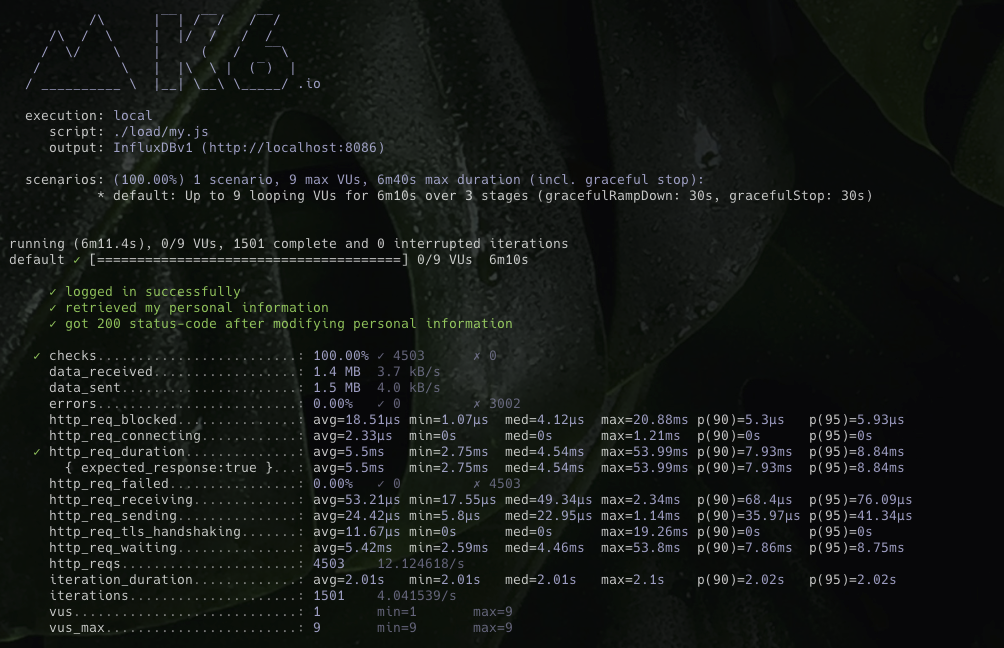 /\      |‾‾| /‾‾/   /‾‾/
     /\  /  \     |  |/  /   /  /
    /  \/    \    |     (   /   ‾‾\
   /          \   |  |\  \ |  (‾)  |
  / __________ \  |__| \__\ \_____/ .io
execution: local
script: ./load/my.js
output: InfluxDBv1 (http://localhost:8086)
scenarios: (100.00%) 1 scenario, 9 max VUs, 6m40s max duration (incl. graceful stop):
* default: Up to 9 looping VUs for 6m10s over 3 stages (gracefulRampDown: 30s, gracefulStop: 30s)
running (6m11.4s), 0/9 VUs, 1501 complete and 0 interrupted iterations
default ✓ [======================================] 0/9 VUs  6m10s
✓ logged in successfully
✓ retrieved my personal information
✓ got 200 status-code after modifying personal information
✓ checks.........................: 100.00% ✓ 4503      ✗ 0
data_received..................: 1.4 MB  3.7 kB/s
data_sent......................: 1.5 MB  4.0 kB/s
errors.........................: 0.00%   ✓ 0         ✗ 3002
http_req_blocked...............: avg=18.51µs min=1.07µs  med=4.12µs  max=20.88ms p(90)=5.3µs   p(95)=5.93µs
http_req_connecting............: avg=2.33µs  min=0s      med=0s      max=1.21ms  p(90)=0s      p(95)=0s
✓ http_req_duration..............: avg=5.5ms   min=2.75ms  med=4.54ms  max=53.99ms p(90)=7.93ms  p(95)=8.84ms
{ expected_response:true }...: avg=5.5ms   min=2.75ms  med=4.54ms  max=53.99ms p(90)=7.93ms  p(95)=8.84ms
http_req_failed................: 0.00%   ✓ 0         ✗ 4503
http_req_receiving.............: avg=53.21µs min=17.55µs med=49.34µs max=2.34ms  p(90)=68.4µs  p(95)=76.09µs
http_req_sending...............: avg=24.42µs min=5.8µs   med=22.95µs max=1.14ms  p(90)=35.97µs p(95)=41.34µs
http_req_tls_handshaking.......: avg=11.67µs min=0s      med=0s      max=19.26ms p(90)=0s      p(95)=0s
http_req_waiting...............: avg=5.42ms  min=2.59ms  med=4.46ms  max=53.8ms  p(90)=7.86ms  p(95)=8.75ms
http_reqs......................: 4503    12.124618/s
iteration_duration.............: avg=2.01s   min=2.01s   med=2.01s   max=2.1s    p(90)=2.02s   p(95)=2.02s
iterations.....................: 1501    4.041539/s
vus............................: 1       min=1       max=9
vus_max........................: 9       min=9       max=9